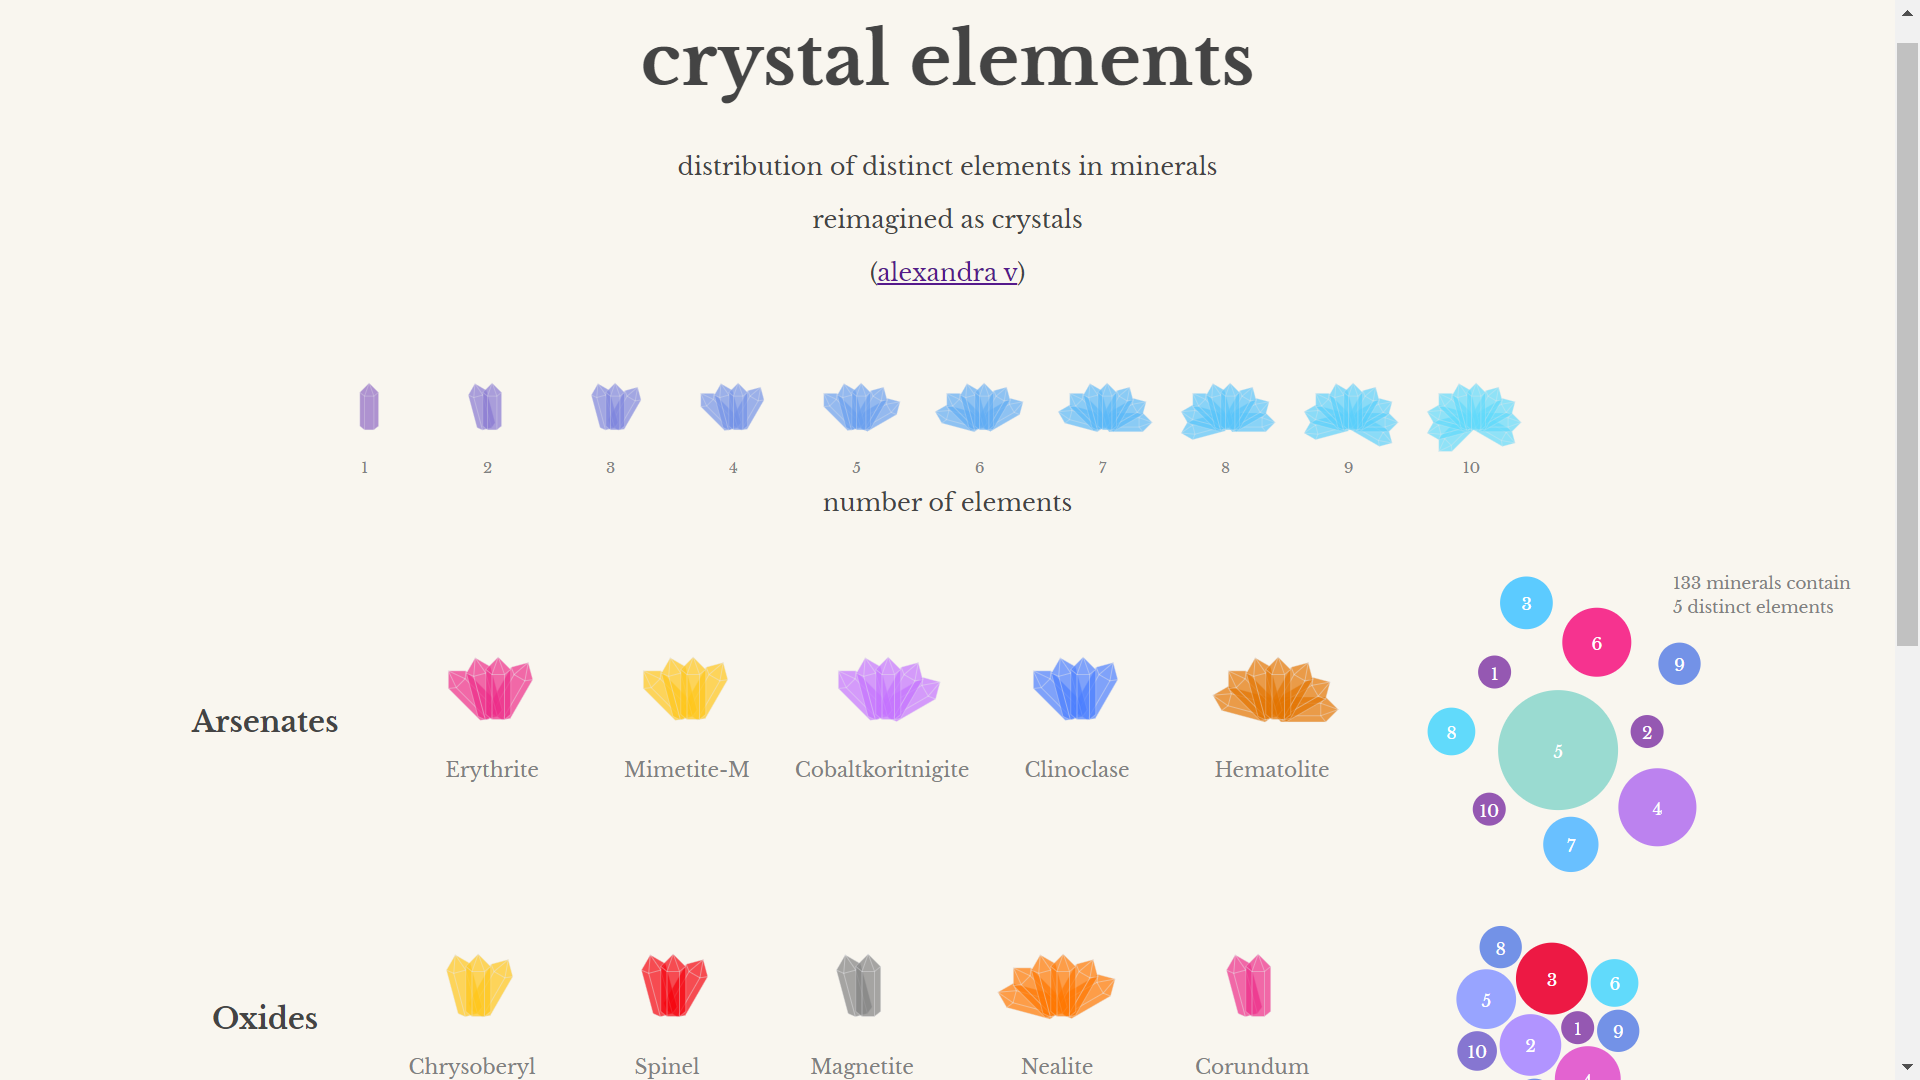 crystal elements
distribution of distinct elements in minerals
reimagined as crystals
(alexandra v)
1 2 3 4 5 6 7 8 9 10
number of elements
Arsenates
Erythrite
Mimetite-M
Cobaltkoritnigite
Clinoclase
Hematolite
133 minerals contain
5 distinct elements
3
6
9
1
8
5
2
10
4
7
Oxides
Chrysoberyl
Spinel
Magnetite
Nealite
Corundum
8
3
6
5
1
9
2
10
4